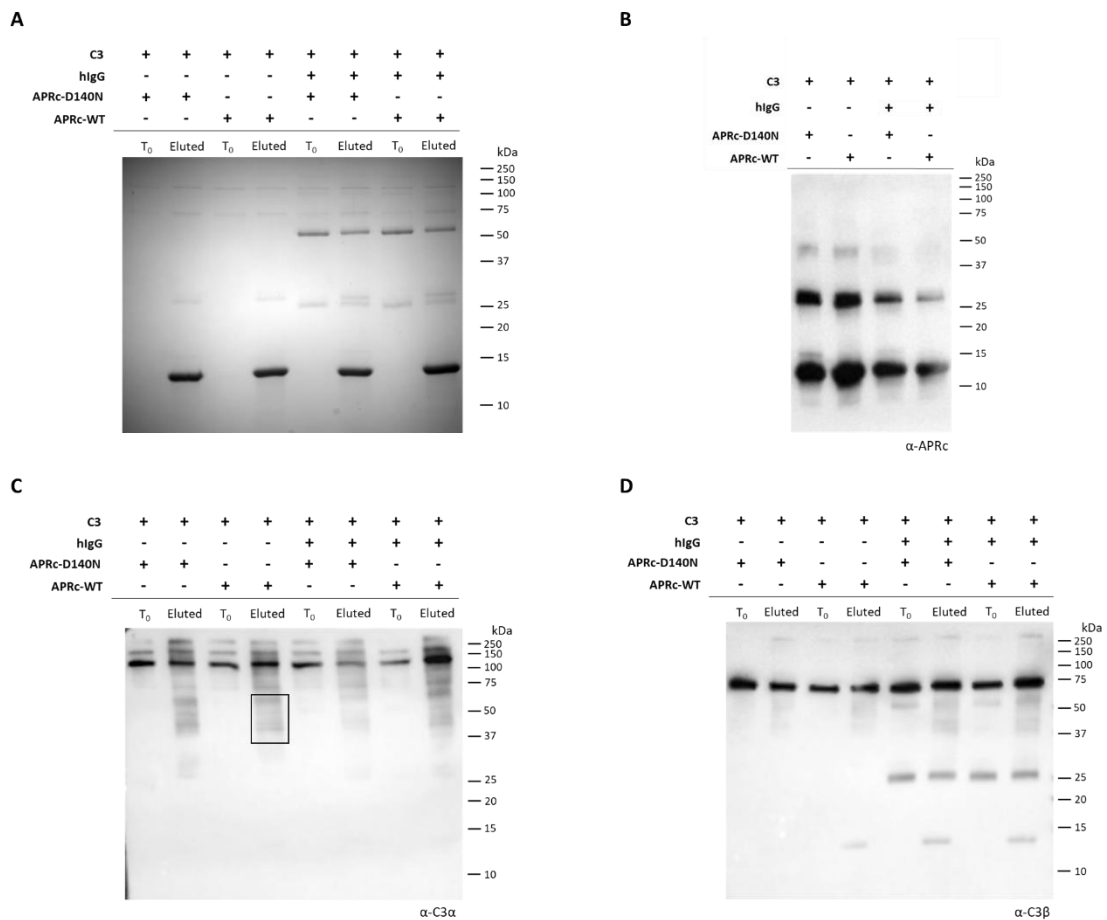 A
C3 + + + + + + + +
hIgG - - - - + + + +
APRc-D140N + + - - + + - -
APRc-WT - - + + - - + +
T0 Eluted T0 Eluted T0 Eluted T0 Eluted
kDa
250
150
100
75
50
37
25
20
15
10
B
C3 + + + +
hIgG - - + +
APRc-D140N + - + -
APRc-WT - + - +
kDa
250
150
100
75
50
37
25
20
15
10
α-APRc
C
C3 + + + + + + + +
hIgG - - - - + + + +
APRc-D140N + + - - + + - -
APRc-WT - - + + - - + +
T0 Eluted T0 Eluted T0 Eluted T0 Eluted
kDa
250
150
100
75
50
37
25
20
15
10
α-C3α
D
C3 + + + + + + + +
hIgG - - - - + + + +
APRc-D140N + + - - + + - -
APRc-WT - - + + - - + +
T0 Eluted T0 Eluted T0 Eluted T0 Eluted
kDa
250
150
100
75
50
37
25
20
15
10
α-C3β